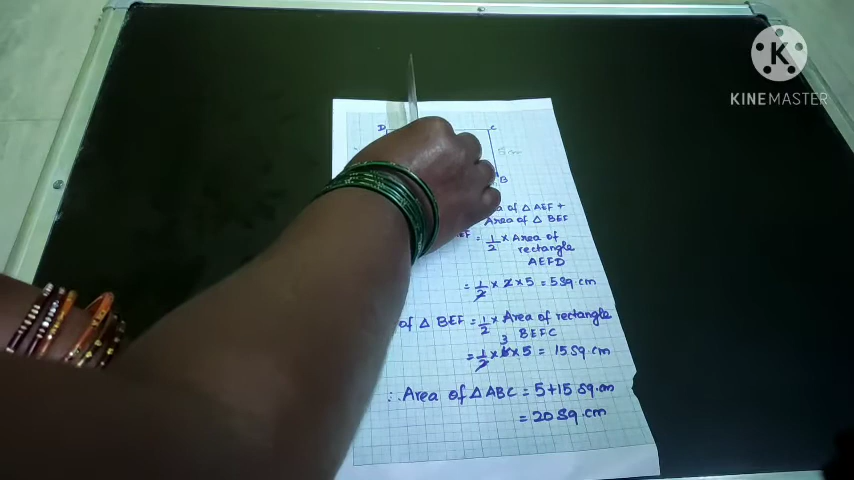 K
KINEMASTER
D C
5cm
B
of Δ AEF +
Area of Δ BEF
= 1/2 × Area of
rectangle
AEFD
= 1/2 × 2 × 5 = 5 sq.cm
of Δ BEF = 1/2 × Area of rectangle
BEFC
3
= 1/2 × 6 × 5 = 15 sq.cm
∴ Area of Δ ABC = 5+15 sq.cm
= 20 sq.cm